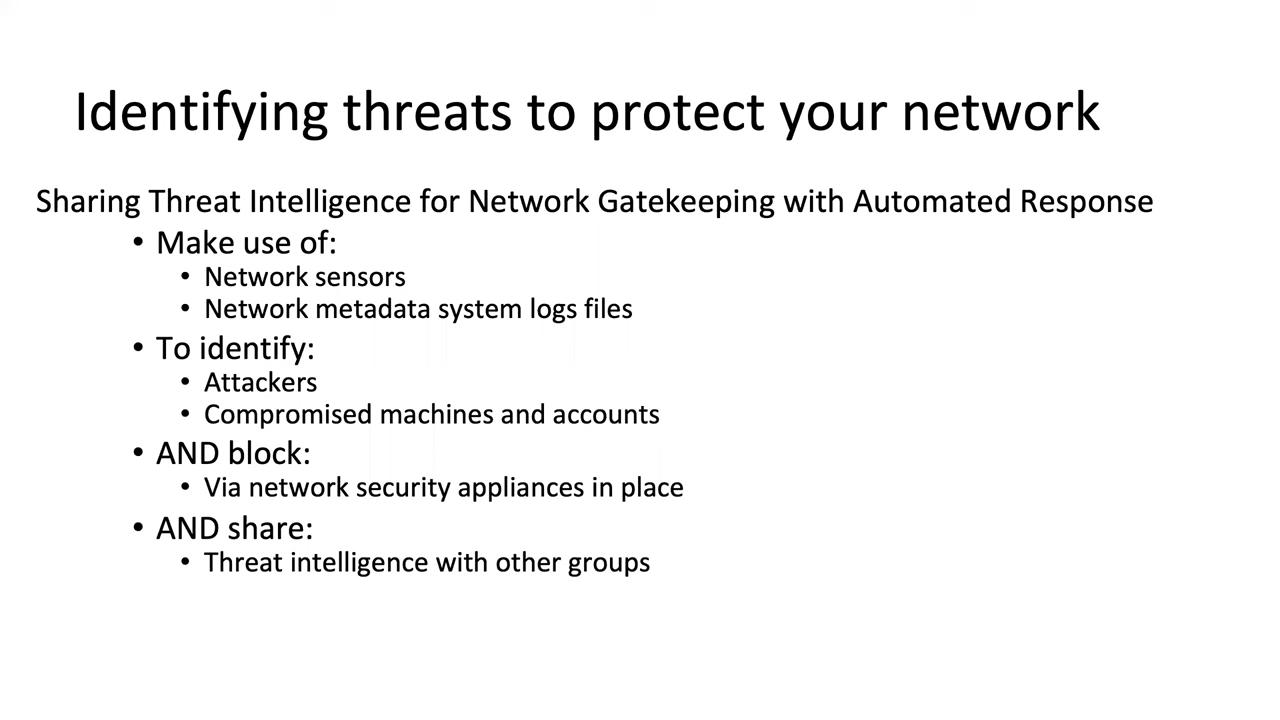 Identifying threats to protect your network
Sharing Threat Intelligence for Network Gatekeeping with Automated Response
• Make use of:
• Network sensors
• Network metadata system logs files
• To identify:
• Attackers
• Compromised machines and accounts
• AND block:
• Via network security appliances in place
• AND share:
• Threat intelligence with other groups